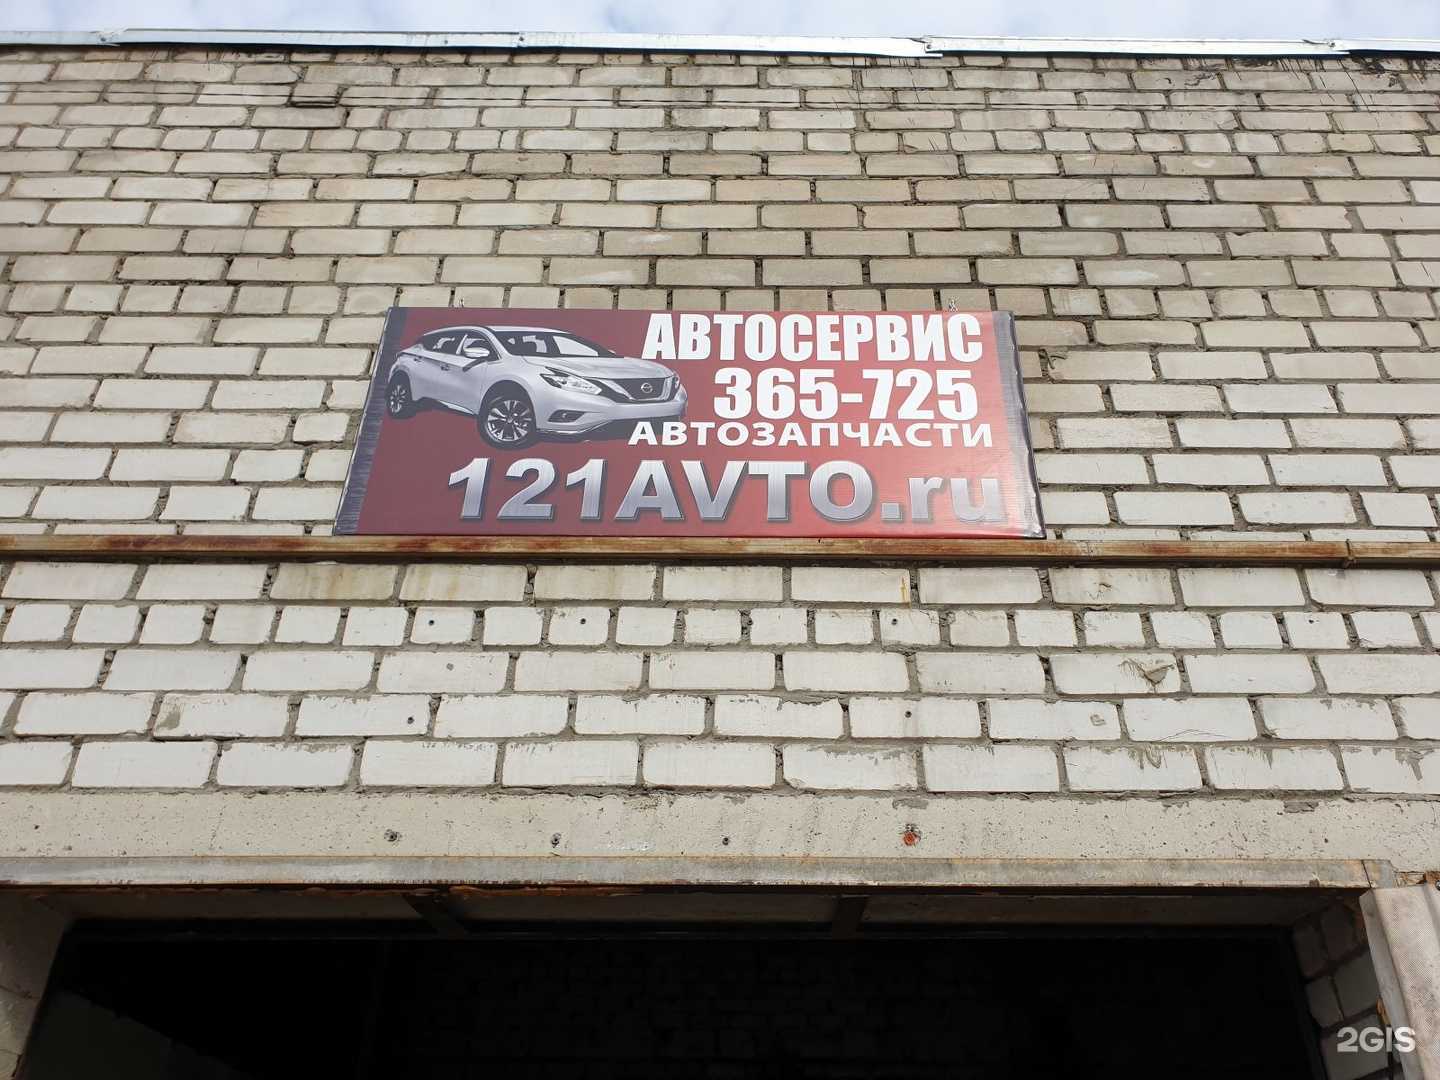 АВТОСЕРВИС
365-725
АВТОЗАПЧАСТИ
121AVTO.ru
2GIS